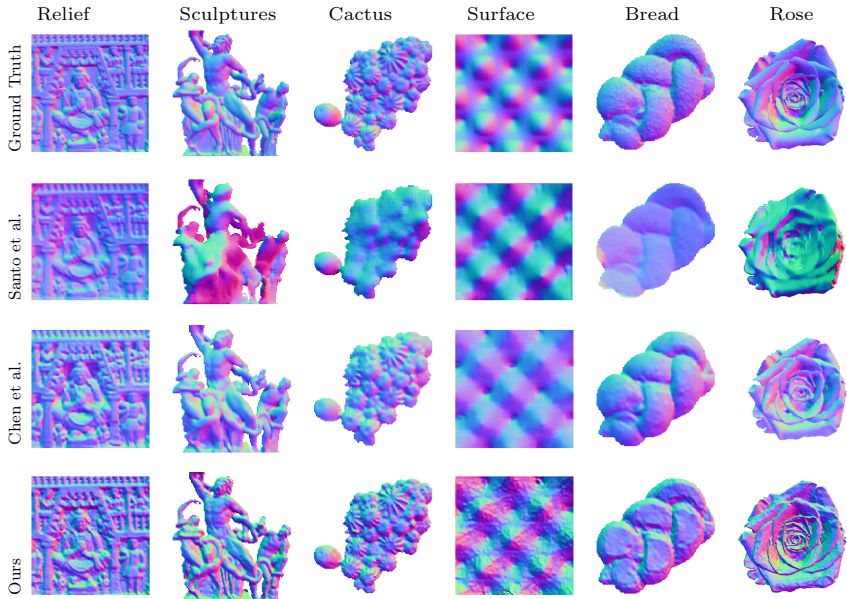 Relief Sculptures Cactus Surface Bread Rose
Ground Truth
Santo et al.
Chen et al.
Ours